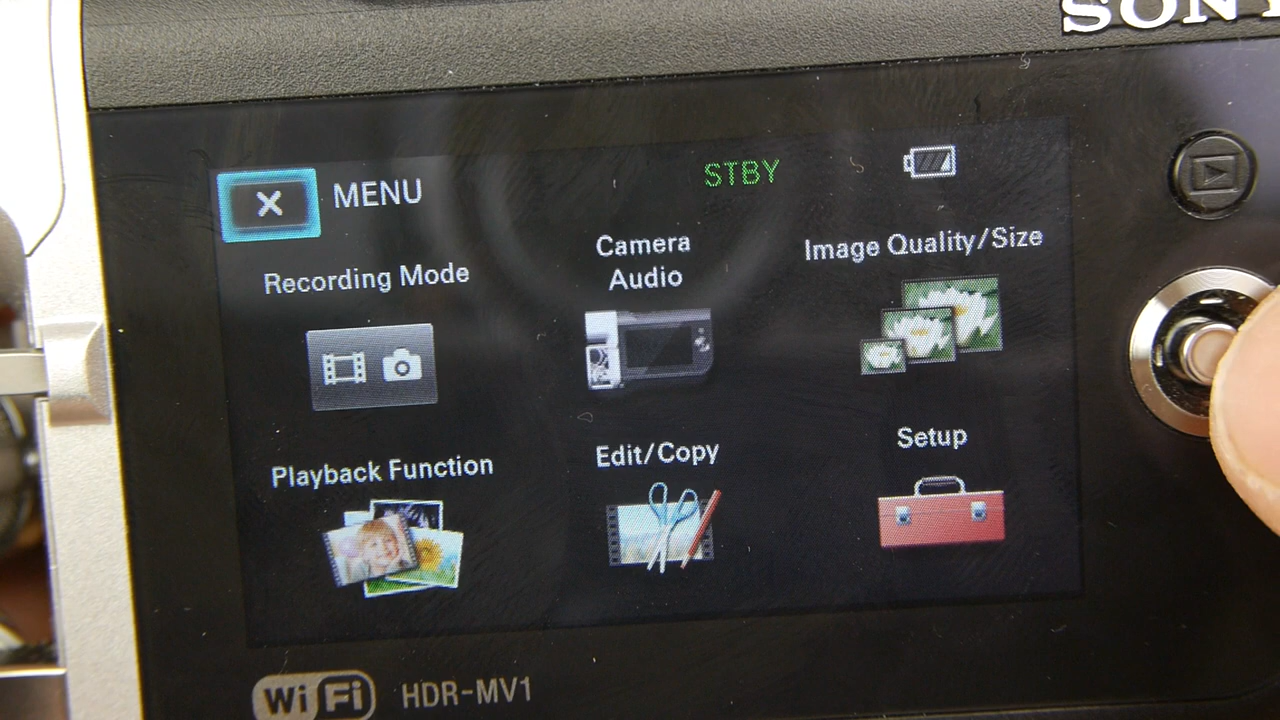 SONY
MENU
STBY
Recording Mode
Camera
Audio
Image Quality/Size
Playback Function
Edit/Copy
Setup
WiFi HDR-MV1